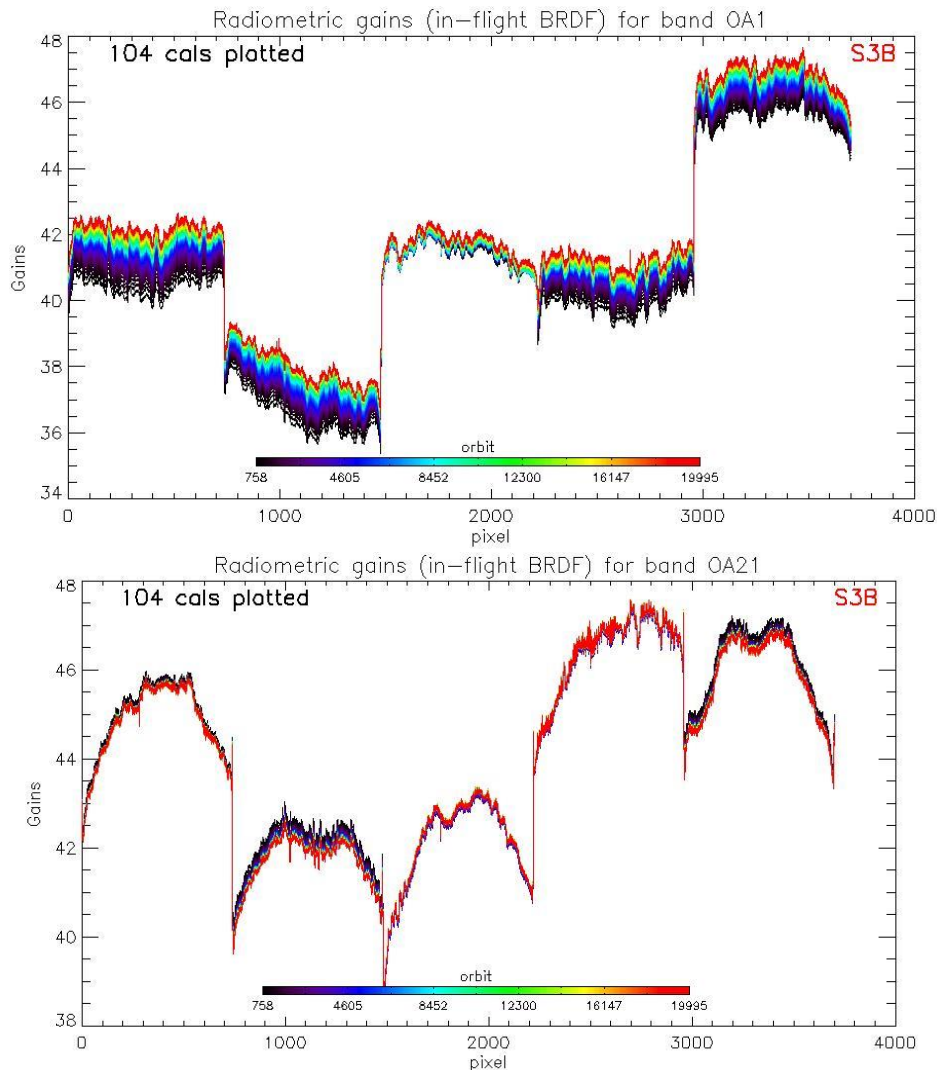 Radiometric gains (in-flight BRDF) for band OA1
104 cals plotted
S3B
48
46
44
42
40
38
36
34
Gains
orbit
758 4605 8452 12300 16147 19995
0 1000 2000 3000 4000
pixel
Radiometric gains (in-flight BRDF) for band OA21
104 cals plotted
S3B
48
46
44
42
40
38
Gains
orbit
758 4605 8452 12300 16147 19995
0 1000 2000 3000 4000
pixel